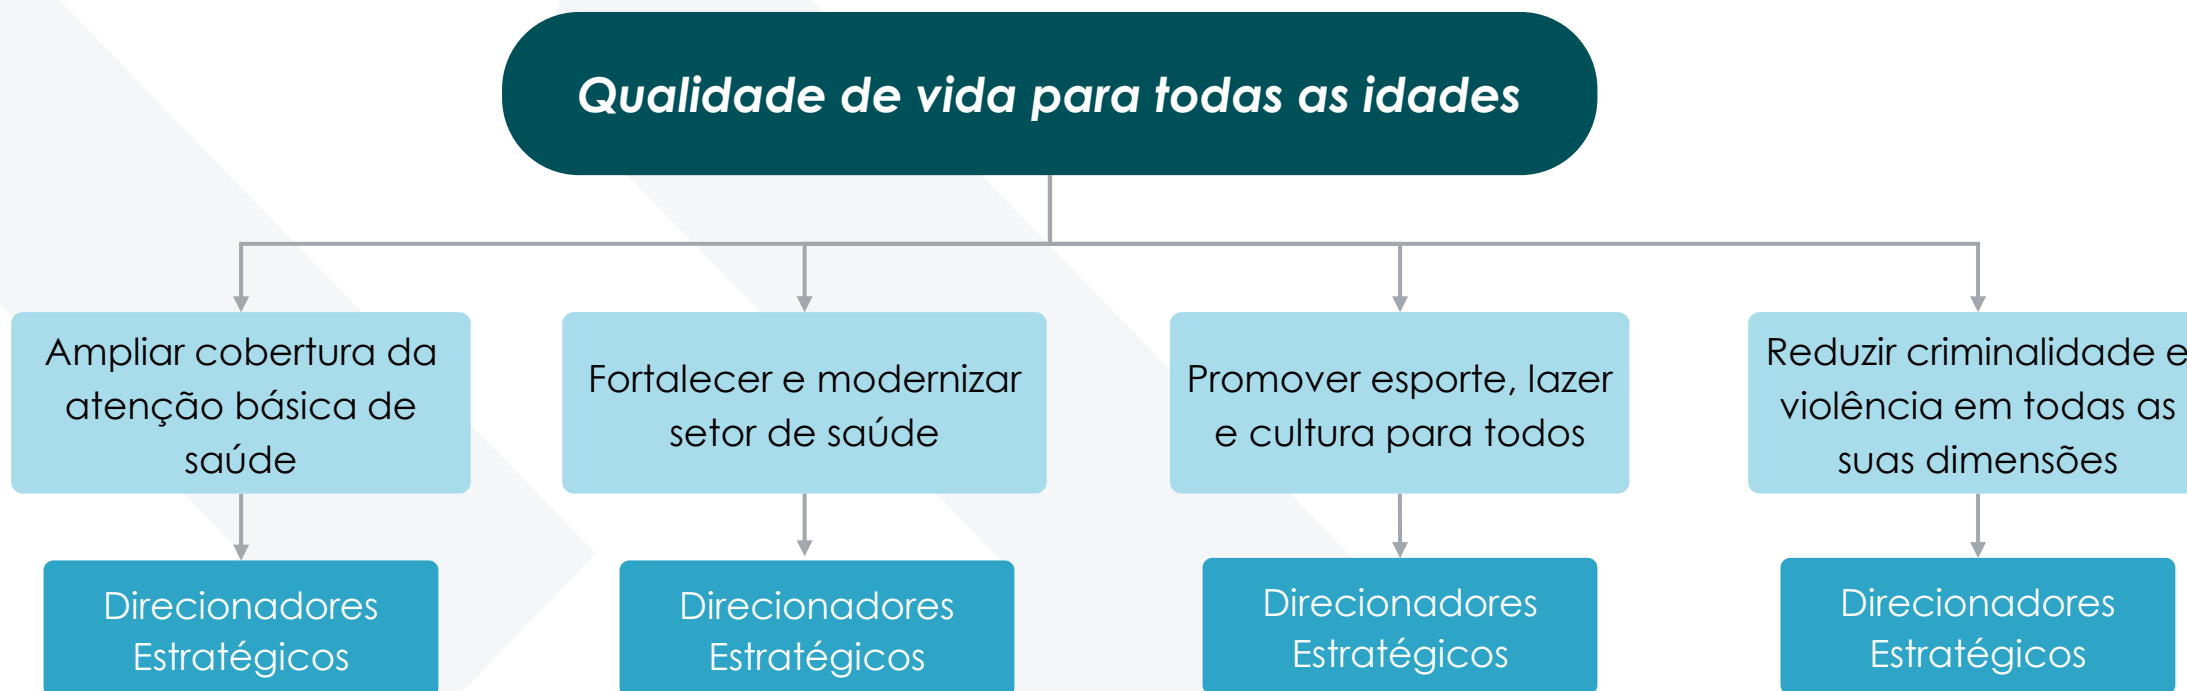 Qualidade de vida para todas as idades
Ampliar cobertura da
atenção básica de
saúde
Fortalecer e modernizar
setor de saúde
Promover esporte, lazer
e cultura para todos
Reduzir criminalidade e
violência em todas as
suas dimensões
Direcionadores
Estratégicos
Direcionadores
Estratégicos
Direcionadores
Estratégicos
Direcionadores
Estratégicos